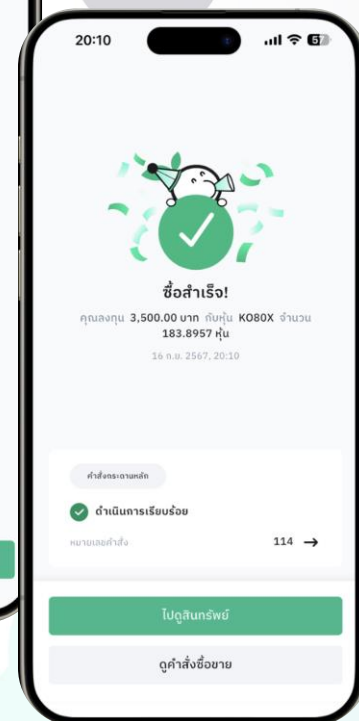 20:10
67
ซื้อสำเร็จ!
คุณลงทุน 3,500.00 บาท กับหุ้น KO80X จำนวน
183.8957 หุ้น
16 ก.ย. 2567, 20:10
คำสั่งกระดานหลัก
ดำเนินการเรียบร้อย
หมายเลขคำสั่ง 114 →
ไปดูสินทรัพย์
ดูคำสั่งซื้อขาย